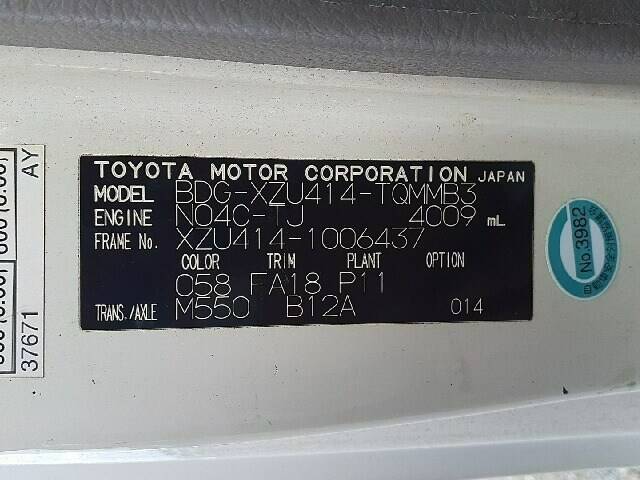 TOYOTA MOTOR CORPORATION JAPAN
MODEL BDG-XZU414-TQMMB3
ENGINE N04C-TJ 4009 mL
FRAME No. XZU414-1006437
COLOR TRIM PLANT OPTION
058 FA18 P11
TRANS./AXLE M550 B12A 014
No.3982
AY
37671